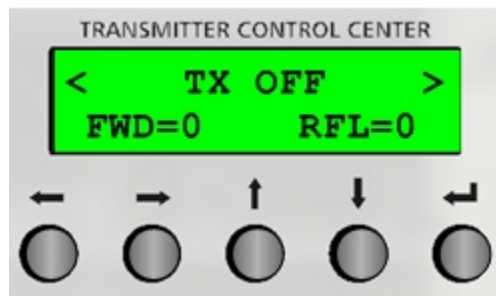 TRANSMITTER CONTROL CENTER
< TX OFF >
FWD=0 RFL=0